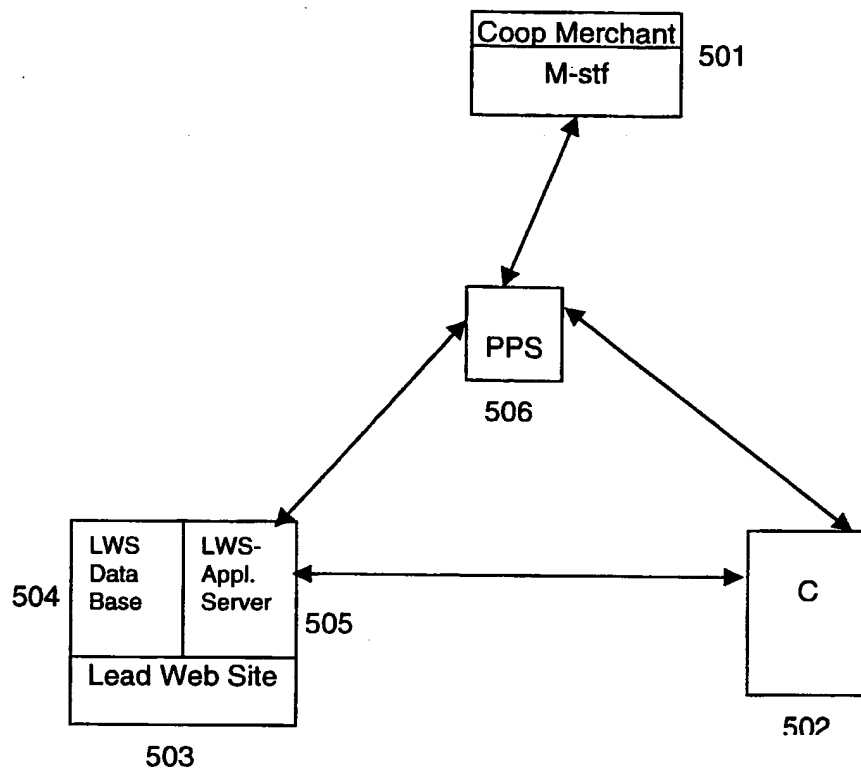 Coop Merchant
M-stf
501
PPS
506
LWS
Data
Base
LWS-
Appl.
Server
504
505
Lead Web Site
503
C
502